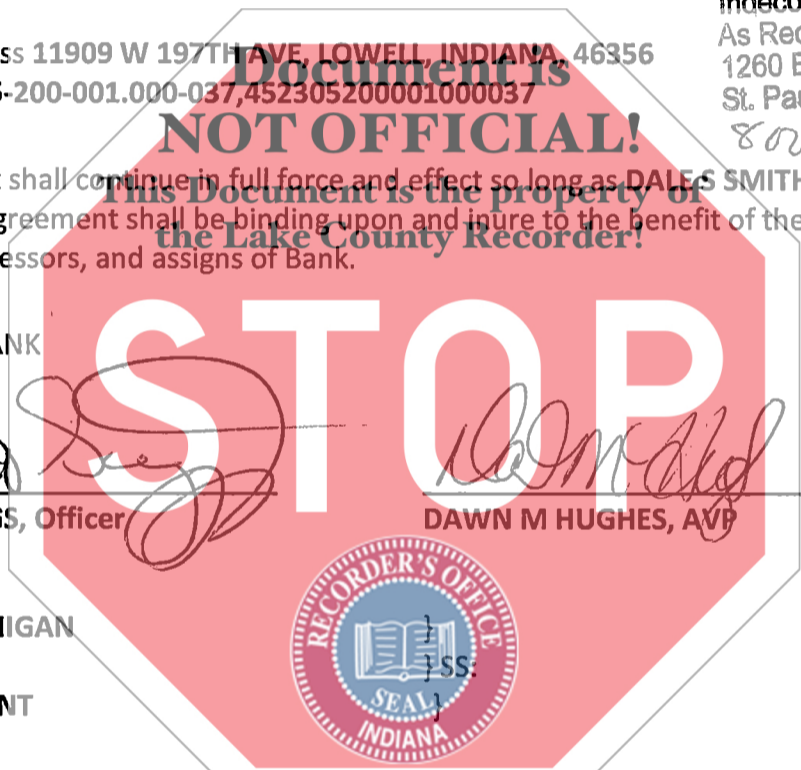 As Rec
1260 E
St. Pau
ss 11909 W 197TH AVE, LOWELL, INDIANA, 46356
-200-001.000-037,452305200001000037
Document is
NOT OFFICIAL!
This Document is the property of
the Lake County Recorder!
shall continue in full force and effect so long as DALE S SMITH
greement shall be binding upon and inure to the benefit of the
essors, and assigns of Bank.
STOP
ANK
S, Officer
DAWN M HUGHES, AVP
RECORDER'S OFFICE
SEAL
INDIANA
IIGAN
}
} SS:
}
NT